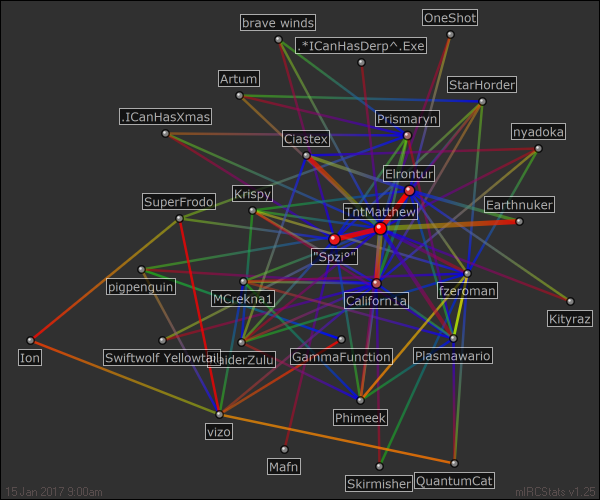 brave winds
OneShot
.*ICanHasDerp^.Exe
Artum
StarHorder
.ICanHasXmas
Prismaryn
nyadoka
Ciastex
Elrontur
SuperFrodo
Krispy
TntMatthew
Earthnuker
"Spzi°"
pigpenguin
MCrekna1
Californ1a
fzeroman
Kityraz
Ion
Swiftwolf Yellowtail
GammaFunction
Plasmawario
vizo
Phimeek
Mafn
Skirmisher
QuantumCat
15 Jan 2017 9:00am
mIRCStats v1.25